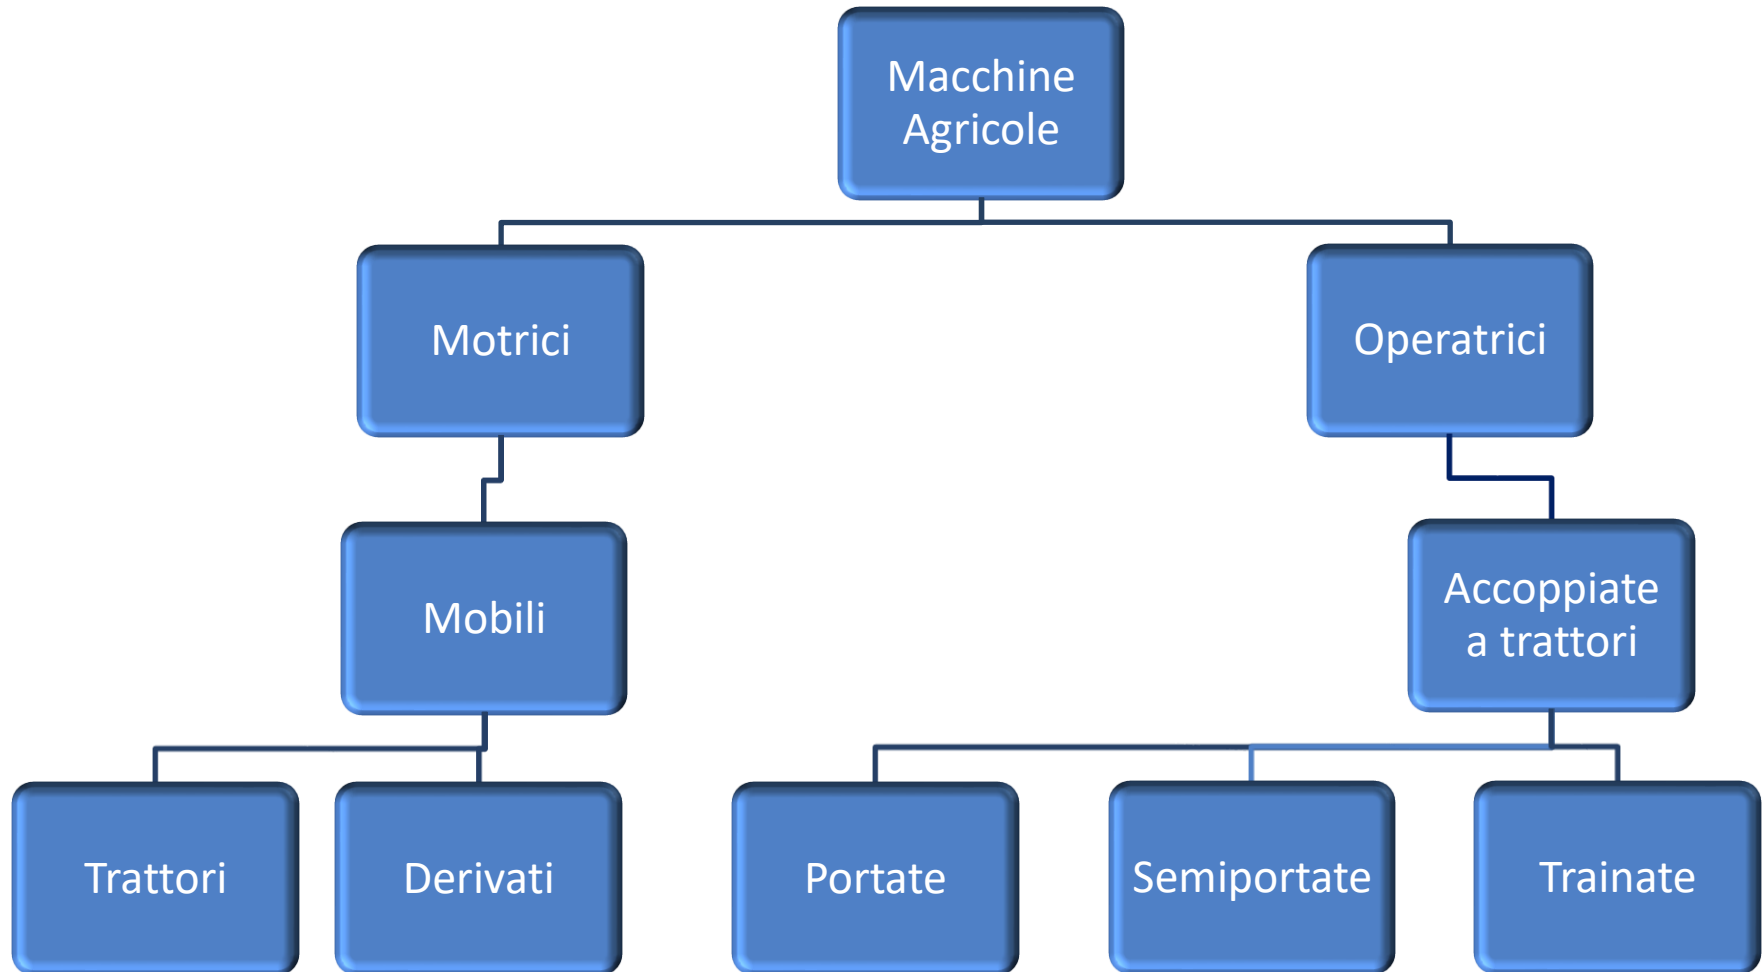 Macchine
Agricole
Motrici
Operatrici
Mobili
Accoppiate
a trattori
Trattori
Derivati
Portate
Semiportate
Trainate